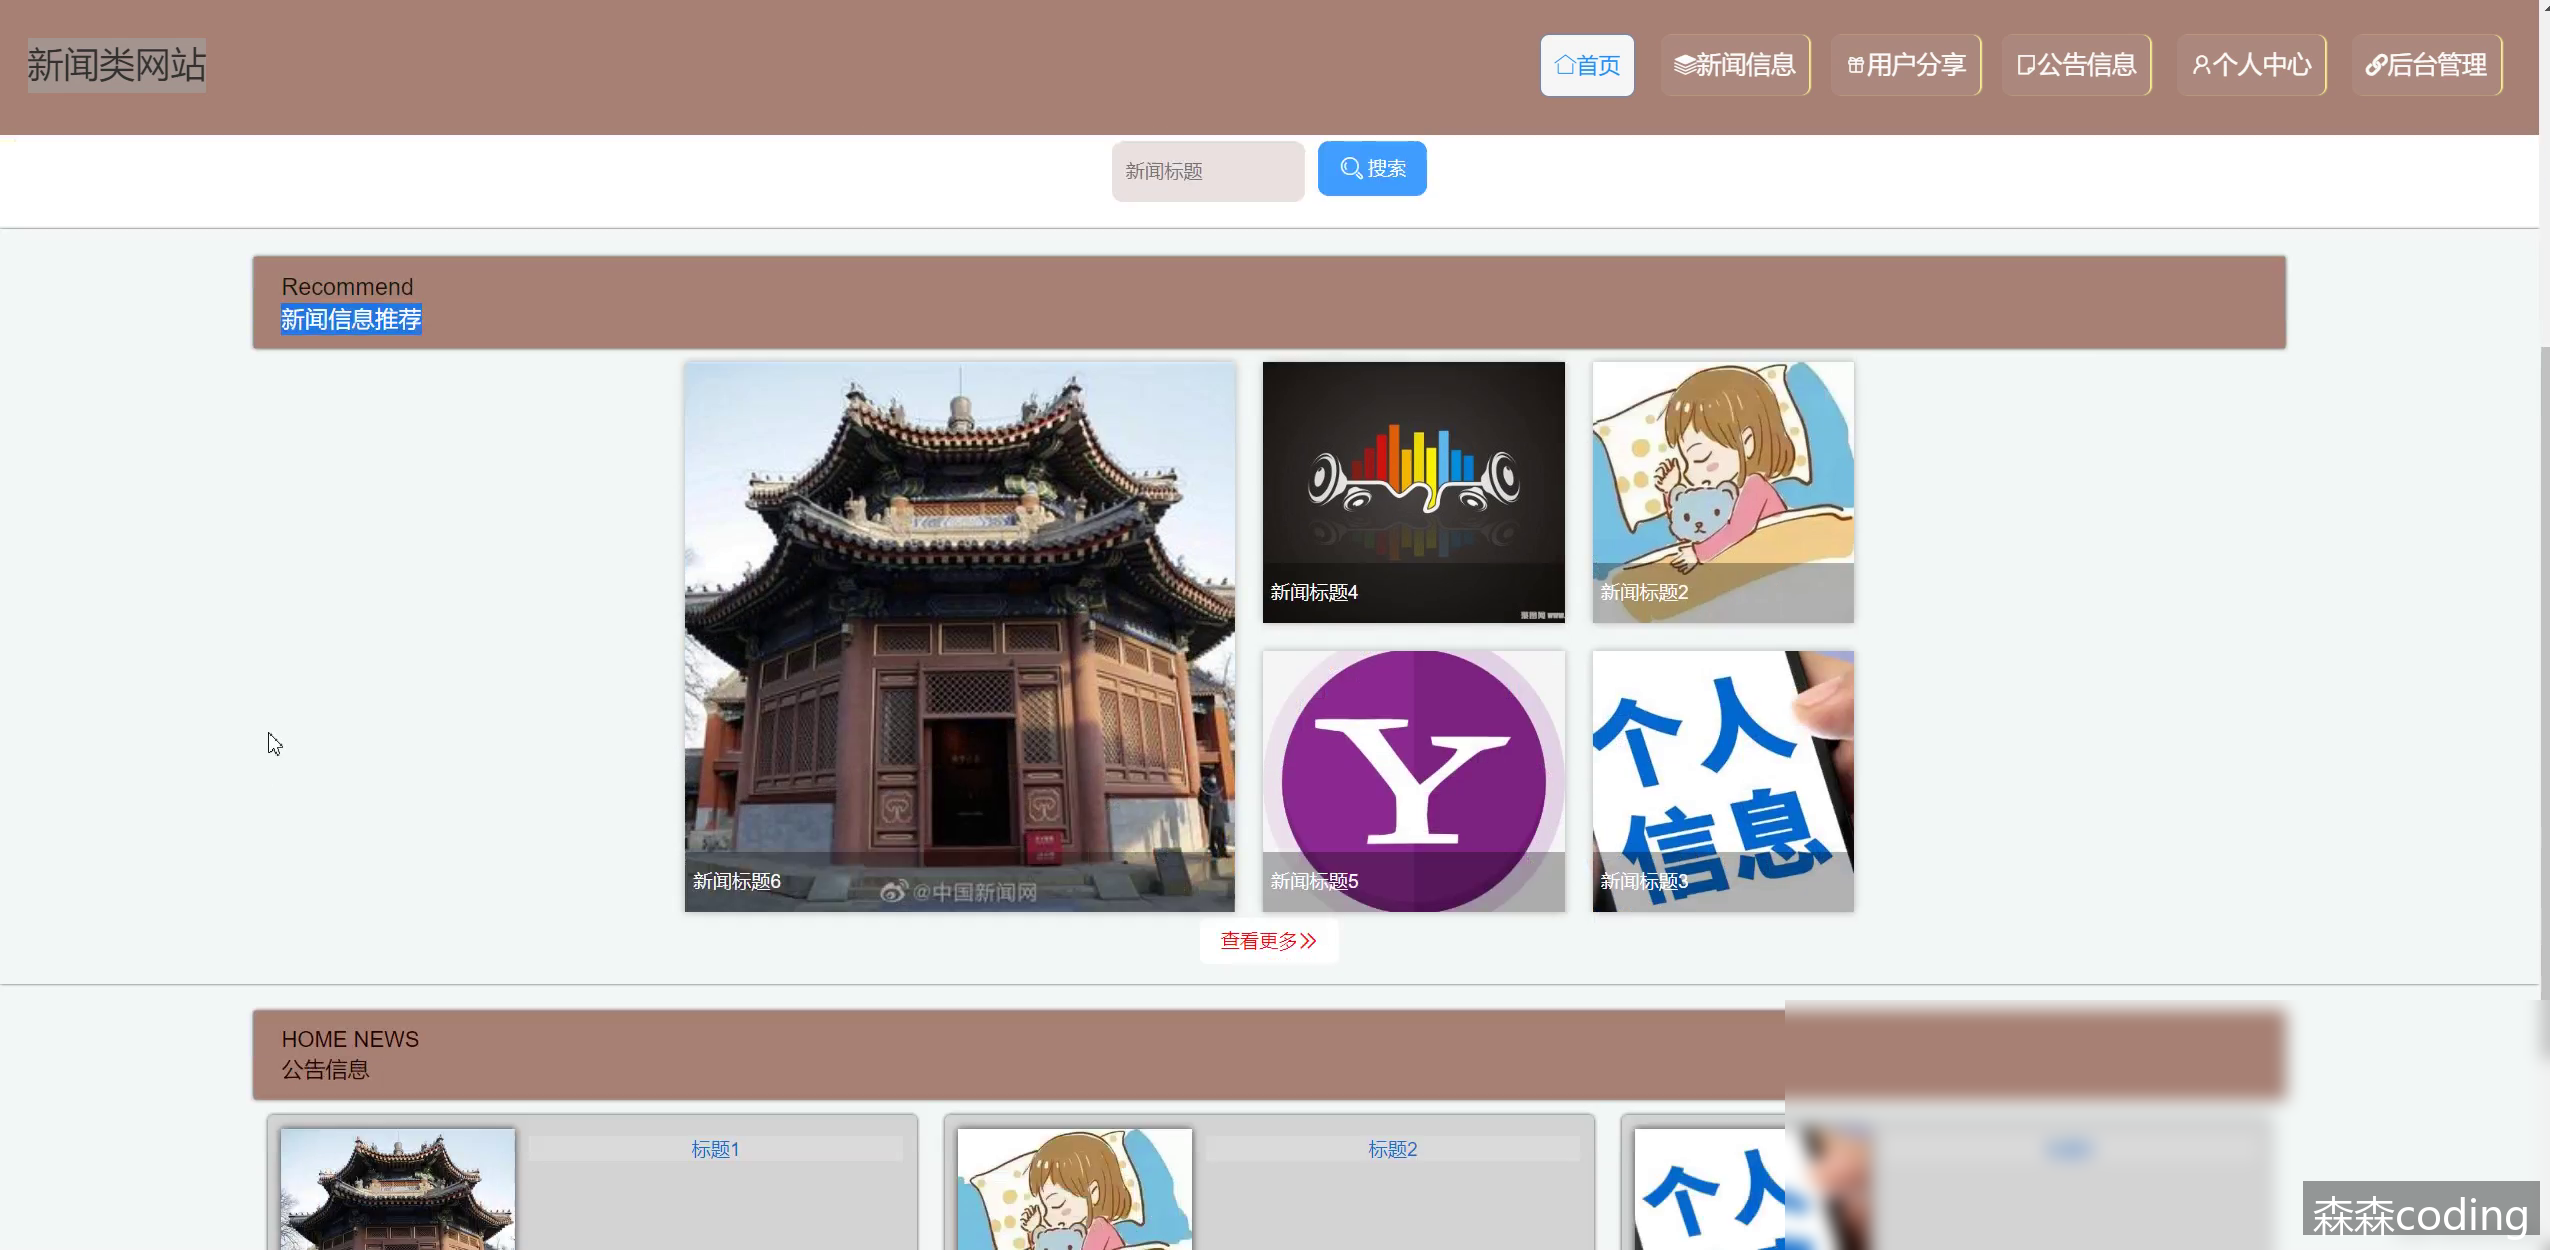 新闻类网站
首页
新闻信息
用户分享
公告信息
个人中心
后台管理
新闻标题
搜索
Recommend
新闻信息推荐
新闻标题4
新闻标题2
个人
信息
@中国新闻网
新闻标题6
Y
新闻标题5
新闻标题3
查看更多
HOME NEWS
公告信息
标题1
标题2
个人
森森coding